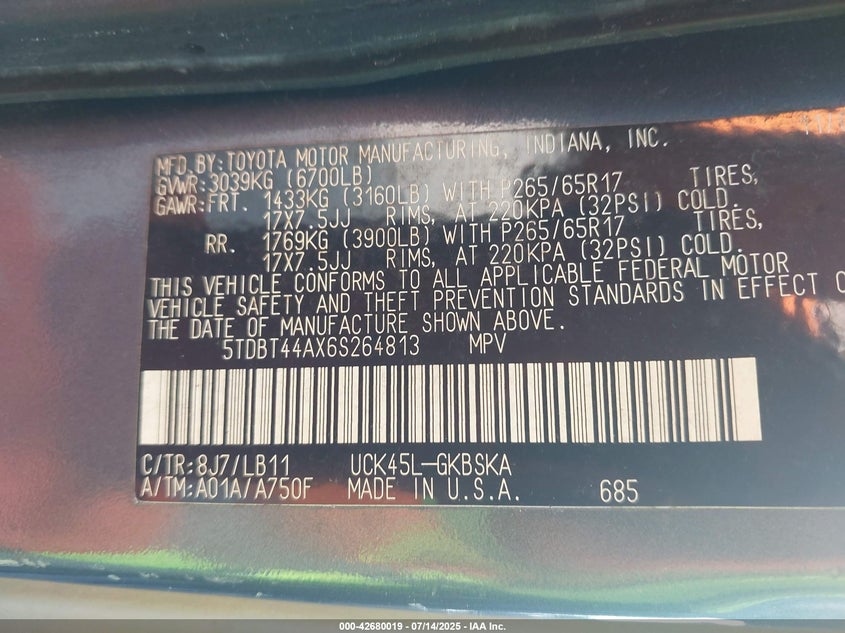 MFD. BY: TOYOTA MOTOR MANUFACTURING, INDIANA, INC.
GVWR: 3039KG (6700LB)
GAWR: FRT. 1433KG (3160LB) WITH P265/65R17 TIRES,
17X7.5JJ RIMS, AT 220KPA (32PSI) COLD.
RR. 1769KG (3900LB) WITH P265/65R17 TIRES,
17X7.5JJ RIMS, AT 220KPA (32PSI) COLD.
THIS VEHICLE CONFORMS TO ALL APPLICABLE FEDERAL MOTOR
VEHICLE SAFETY AND THEFT PREVENTION STANDARDS IN EFFECT
THE DATE OF MANUFACTURE SHOWN ABOVE.
5TDBT44AX6S264813 MPV
C/TR: 8J7/LB11 UCK45L-GKBSKA
A/TM: A01A/A750F MADE IN U.S.A. 685
000-42680019 - 07/14/2025 - IAA Inc.